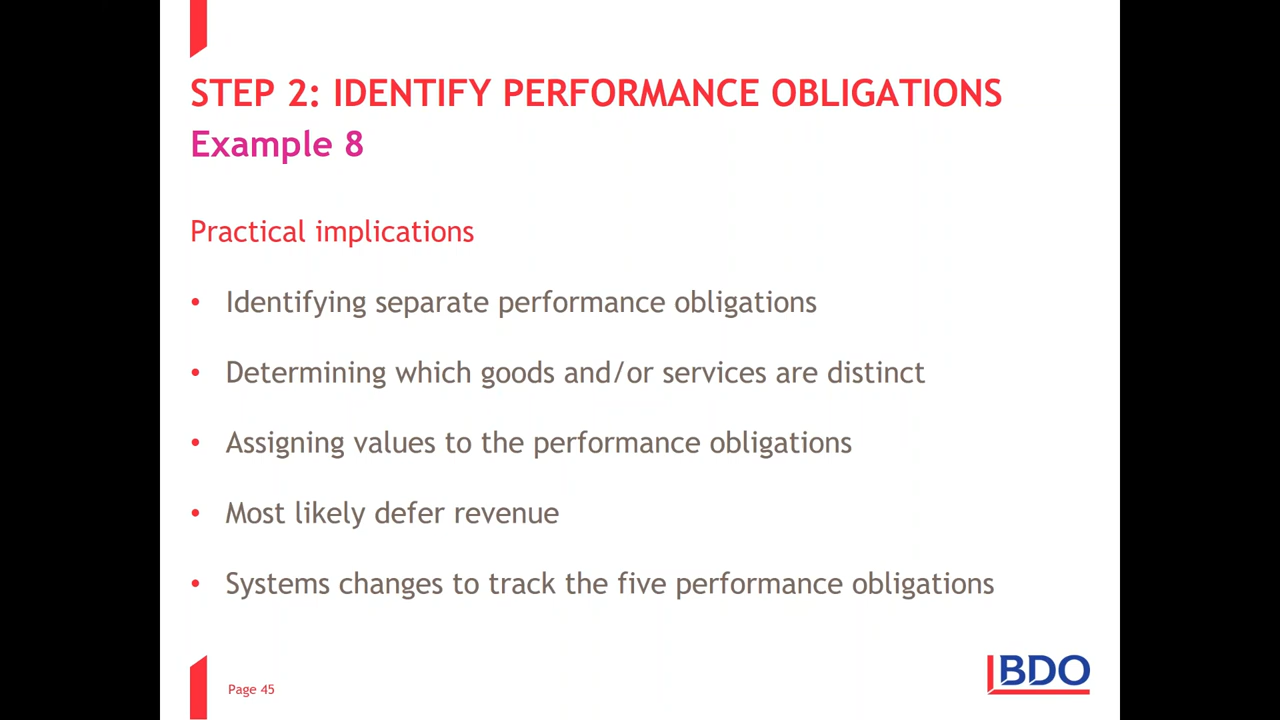 STEP 2: IDENTIFY PERFORMANCE OBLIGATIONS
Example 8
Practical implications
• Identifying separate performance obligations
• Determining which goods and/or services are distinct
• Assigning values to the performance obligations
• Most likely defer revenue
• Systems changes to track the five performance obligations
Page 45
BDO